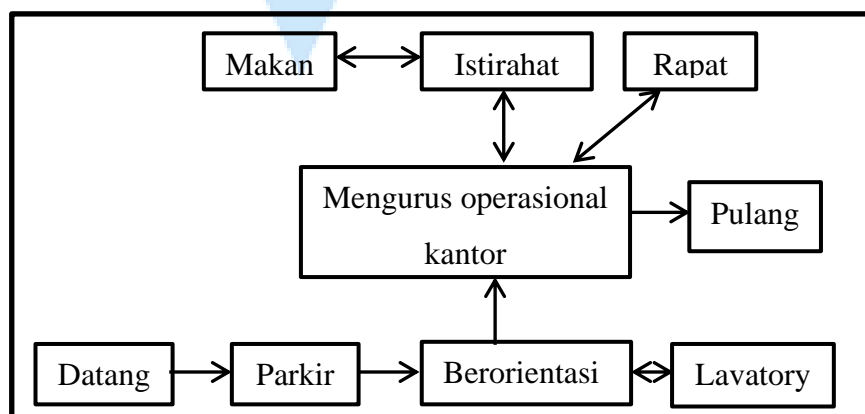 Makan
Istirahat
Rapat
Mengurus operasional
kantor
Pulang
Datang
Parkir
Berorientasi
Lavatory